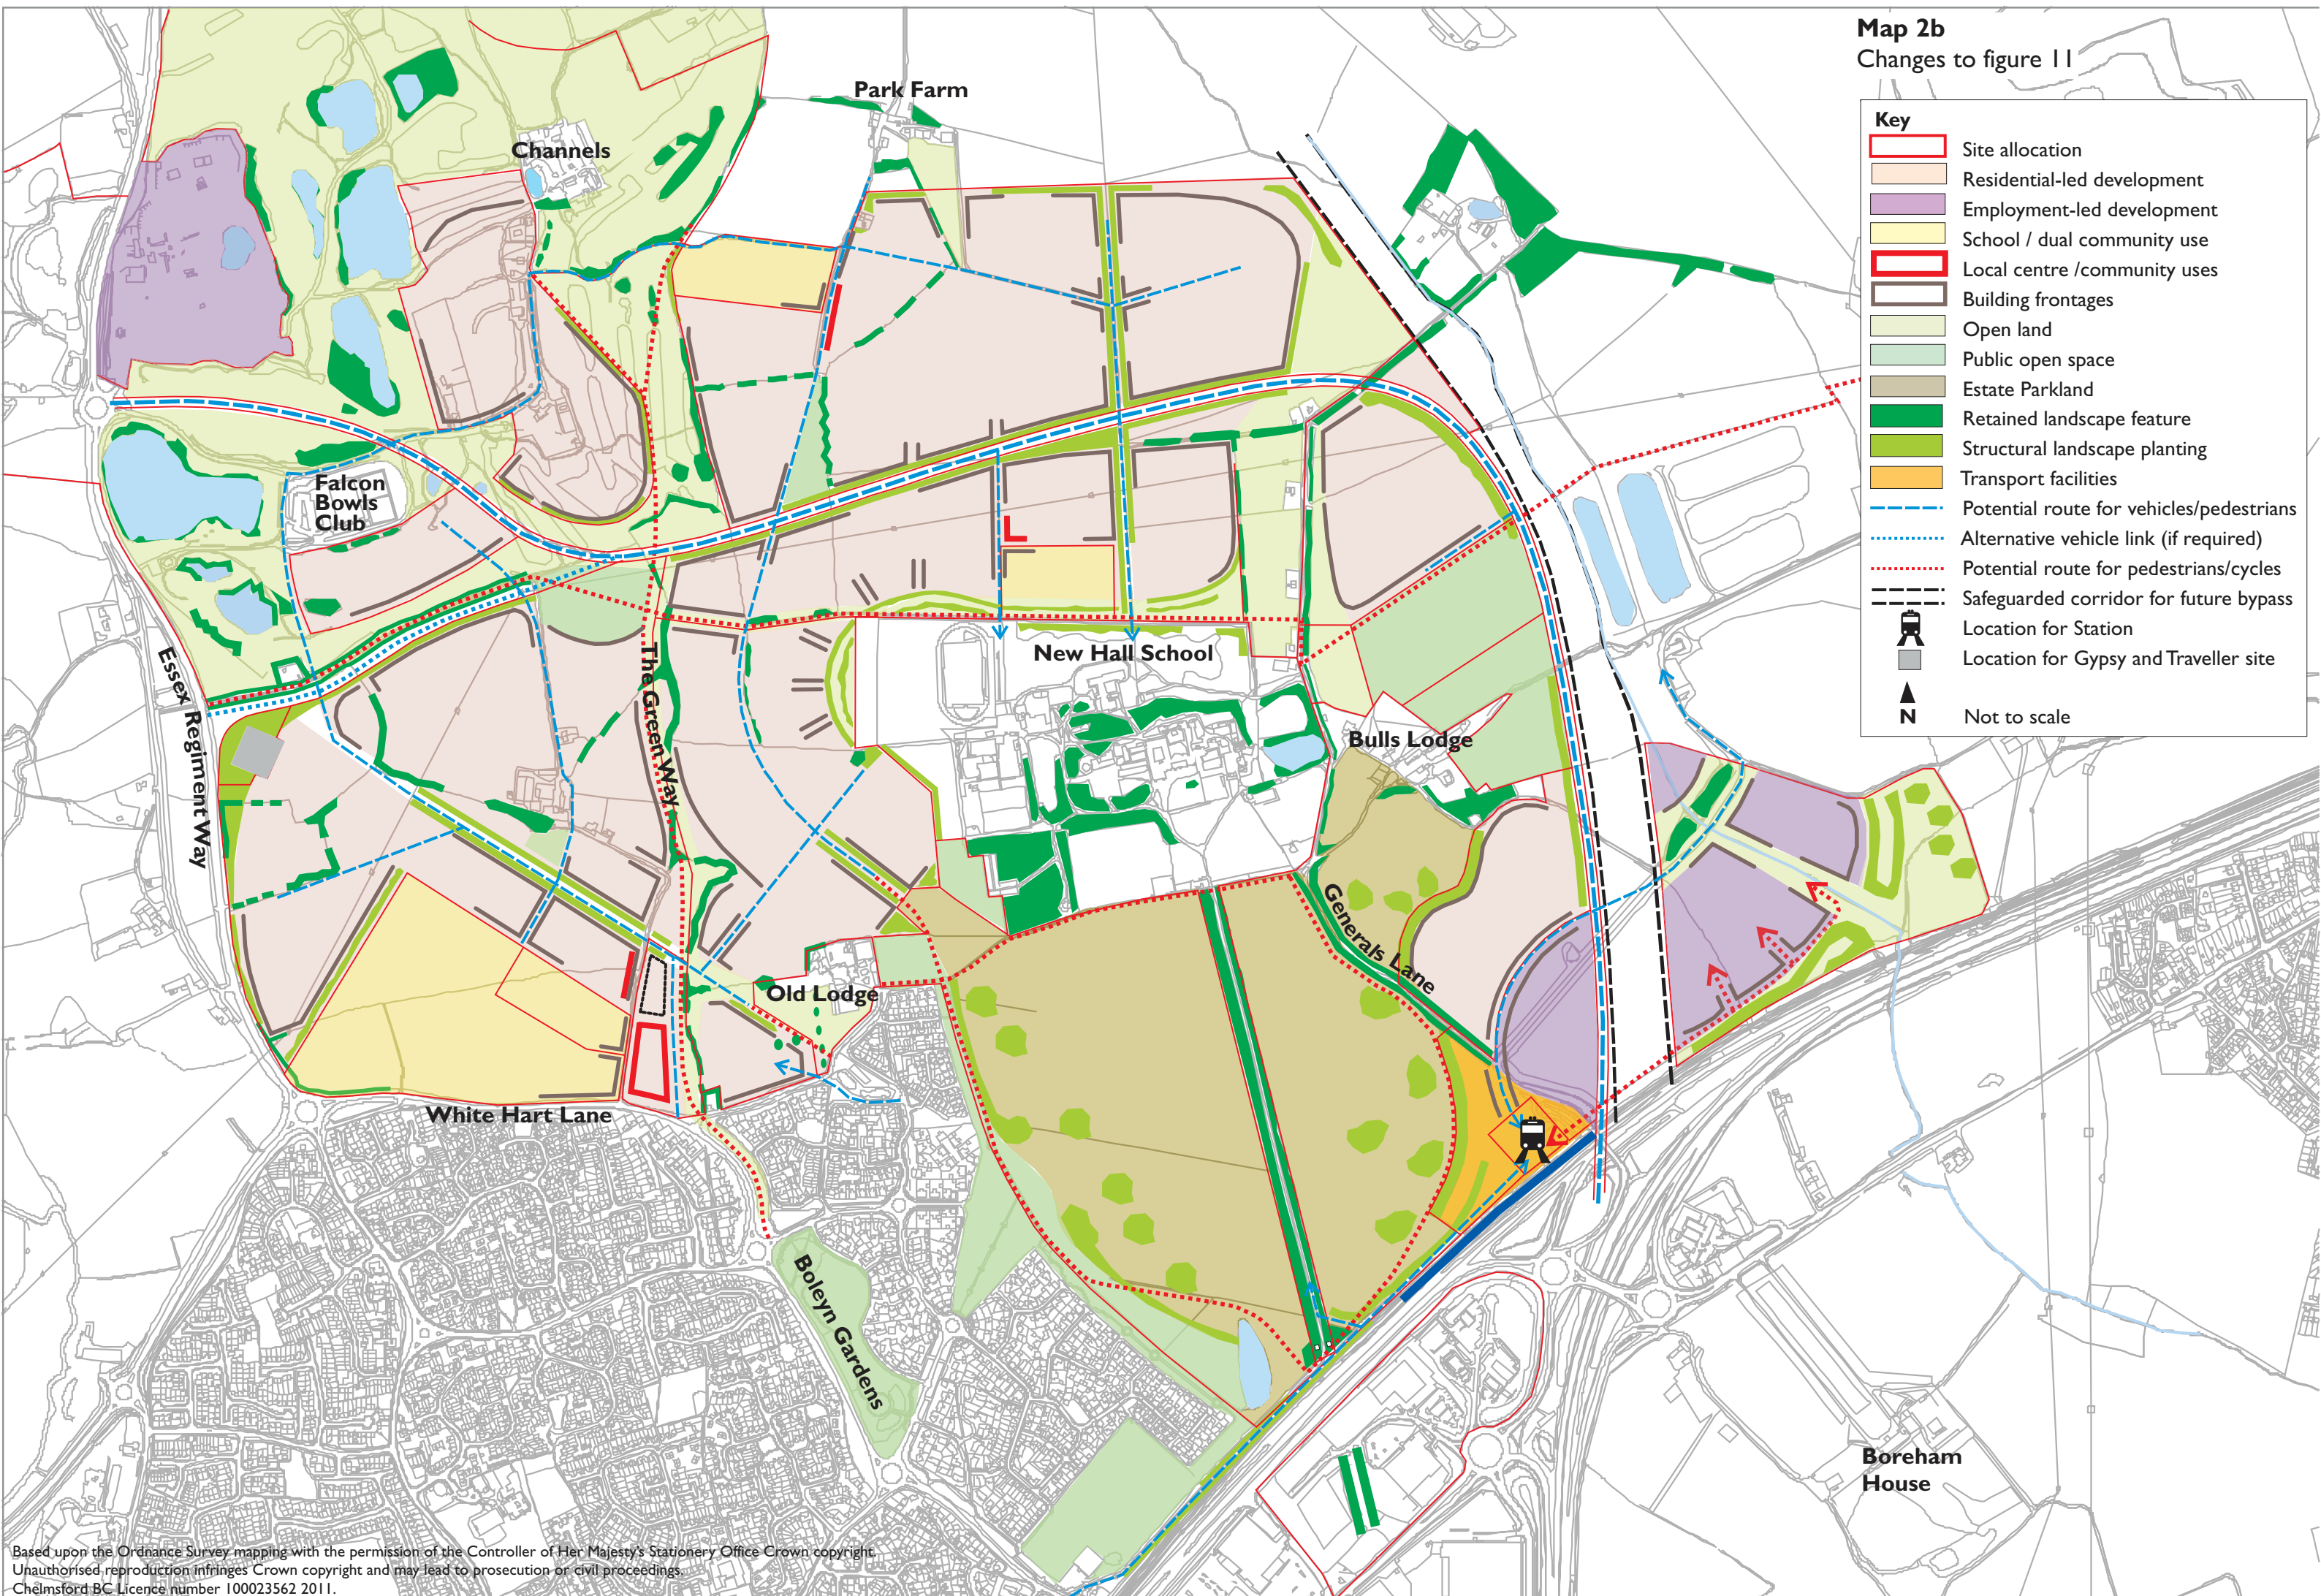 Map 2b
Changes to figure 11
Key
Site allocation
Residential-led development
Employment-led development
School / dual community use
Local centre /community uses
Building frontages
Open land
Public open space
Estate Parkland
Retained landscape feature
Structural landscape planting
Transport facilities
Potential route for vehicles/pedestrians
Alternative vehicle link (if required)
Potential route for pedestrians/cycles
Safeguarded corridor for future bypass
Location for Station
Location for Gypsy and Traveller site
N Not to scale
Park Farm
Channels
Falcon
Bowls
Club
Essex Regiment Way
The Green Way
New Hall School
Bulls Lodge
Generals Lane
Old Lodge
White Hart Lane
Boleyn Gardens
Boreham
House
Based upon the Ordnance Survey mapping with the permission of the Controller of Her Majesty's Stationery Office Crown copyright.
Unauthorised reproduction infringes Crown copyright and may lead to prosecution or civil proceedings.
Chelmsford BC Licence number 100023562 2011.